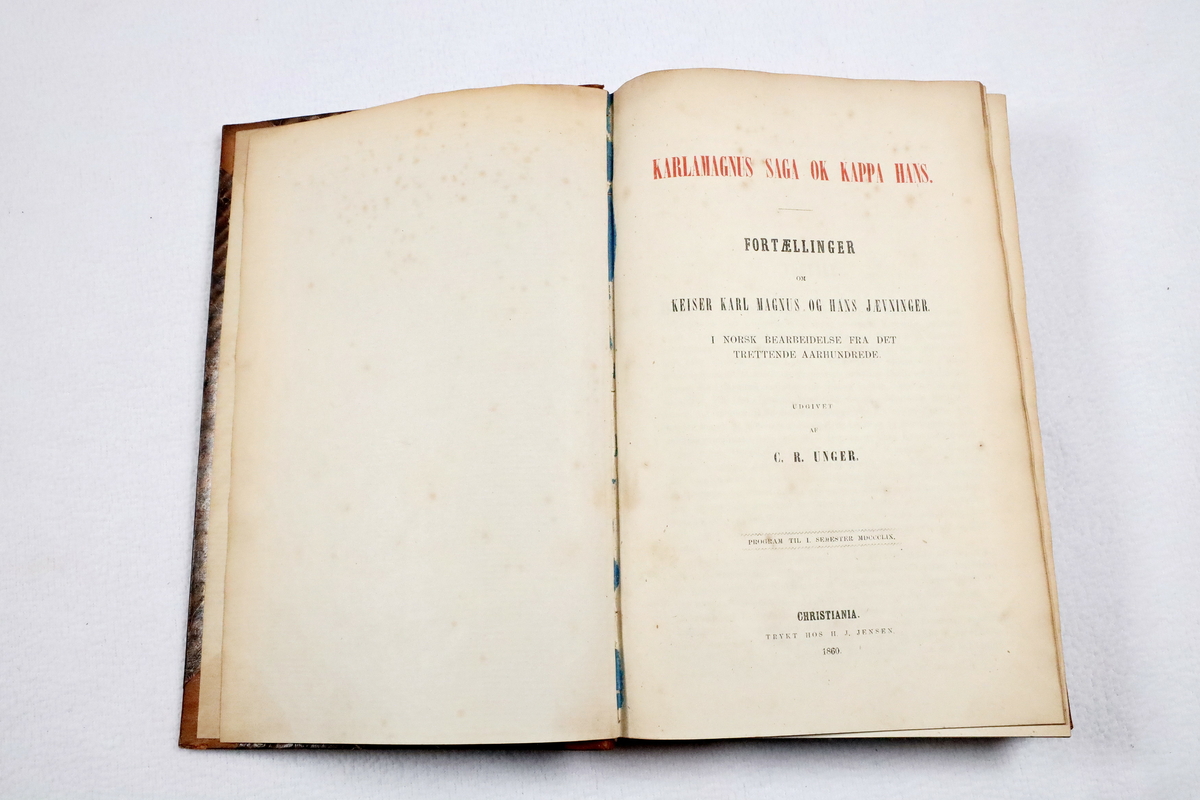 KARLAMAGNUS SAGA OK KAPPA HANS.
FORTÆLLINGER
OM
KEISER KARL MAGNUS OG HANS JÆVNINGER.
I NORSK BEARBEIDELSE FRA DET
TRETTENDE AARHUNDREDE.
UDGIVET
AF
C. R. UNGER.
PROGRAM TIL I. SEMESTER MDCCCLIX.
CHRISTIANIA.
TRYKT HOS H. J. JENSEN.
1860.